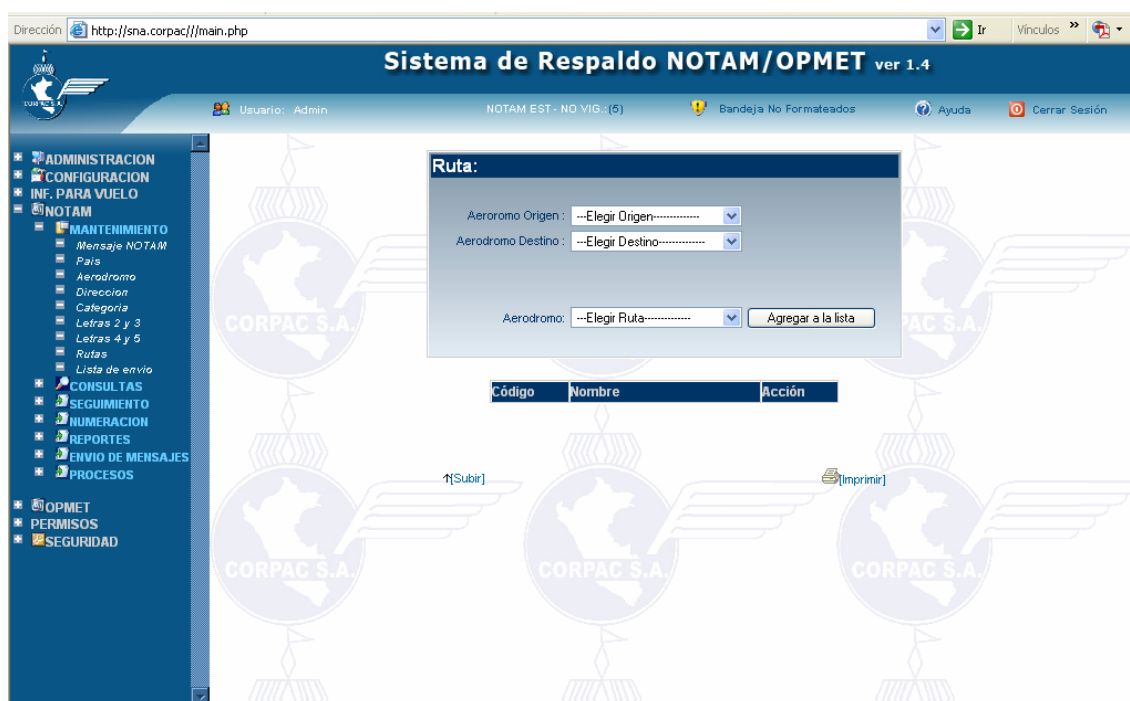 Dirección http://sna.corpac///main.php Ir Vínculos »
Sistema de Respaldo NOTAM/OPMET ver 1.4
CORPAC S.A.
Usuario: Admin NOTAM EST - NO VIG.:(5) Bandeja No Formateados Ayuda Cerrar Sesión
ADMINISTRACION
CONFIGURACION
INF. PARA VUELO
NOTAM
MANTENIMIENTO
Mensaje NOTAM
Pais
Aerodromo
Direccion
Categoria
Letras 2 y 3
Letras 4 y 5
Rutas
Lista de envio
CONSULTAS
SEGUIMIENTO
NUMERACION
REPORTES
ENVIO DE MENSAJES
PROCESOS
OPMET
PERMISOS
SEGURIDAD
Ruta:
Aeroromo Origen : ---Elegir Origen--------------
Aerodromo Destino : ---Elegir Destino--------------
Aerodromo: ---Elegir Ruta-------------- Agregar a la lista
Código Nombre Acción
[Subir] [Imprimir]
CORPAC S.A.
CORPAC S.A.
CORPAC S.A.
CORPAC S.A.
CORPAC S.A.